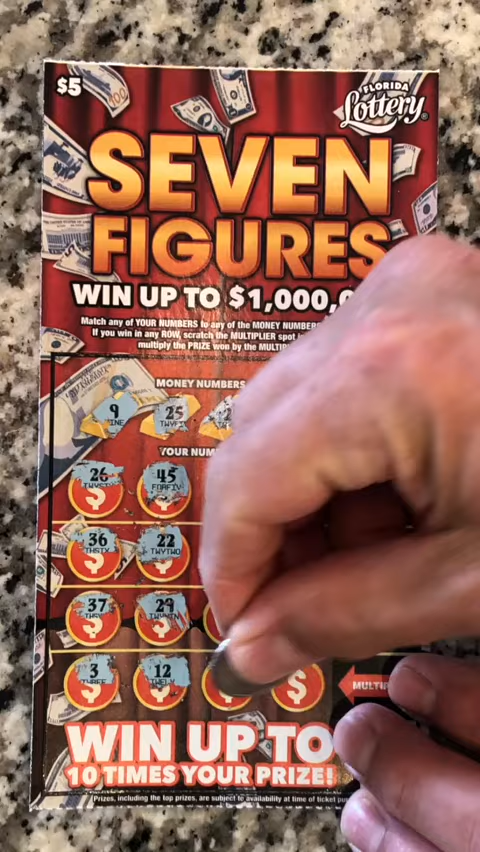 $5
FLORIDA
Lottery®
SEVEN
FIGURES
WIN UP TO $1,000,0
Match any of YOUR NUMBERS to any of the MONEY NUMBERS
If you win in any ROW, scratch the MULTIPLIER spot
multiply the PRIZE won by the
MONEY NUMBERS
9 25
NINE
YOUR NUM
26 45
36 22
THSIX TWYTWO
37 29
3 12
THREE TWELV
$
WIN UP TO
10 TIMES YOUR PRIZE!
Prizes, including the top prizes, are subject to availability at time of ticket